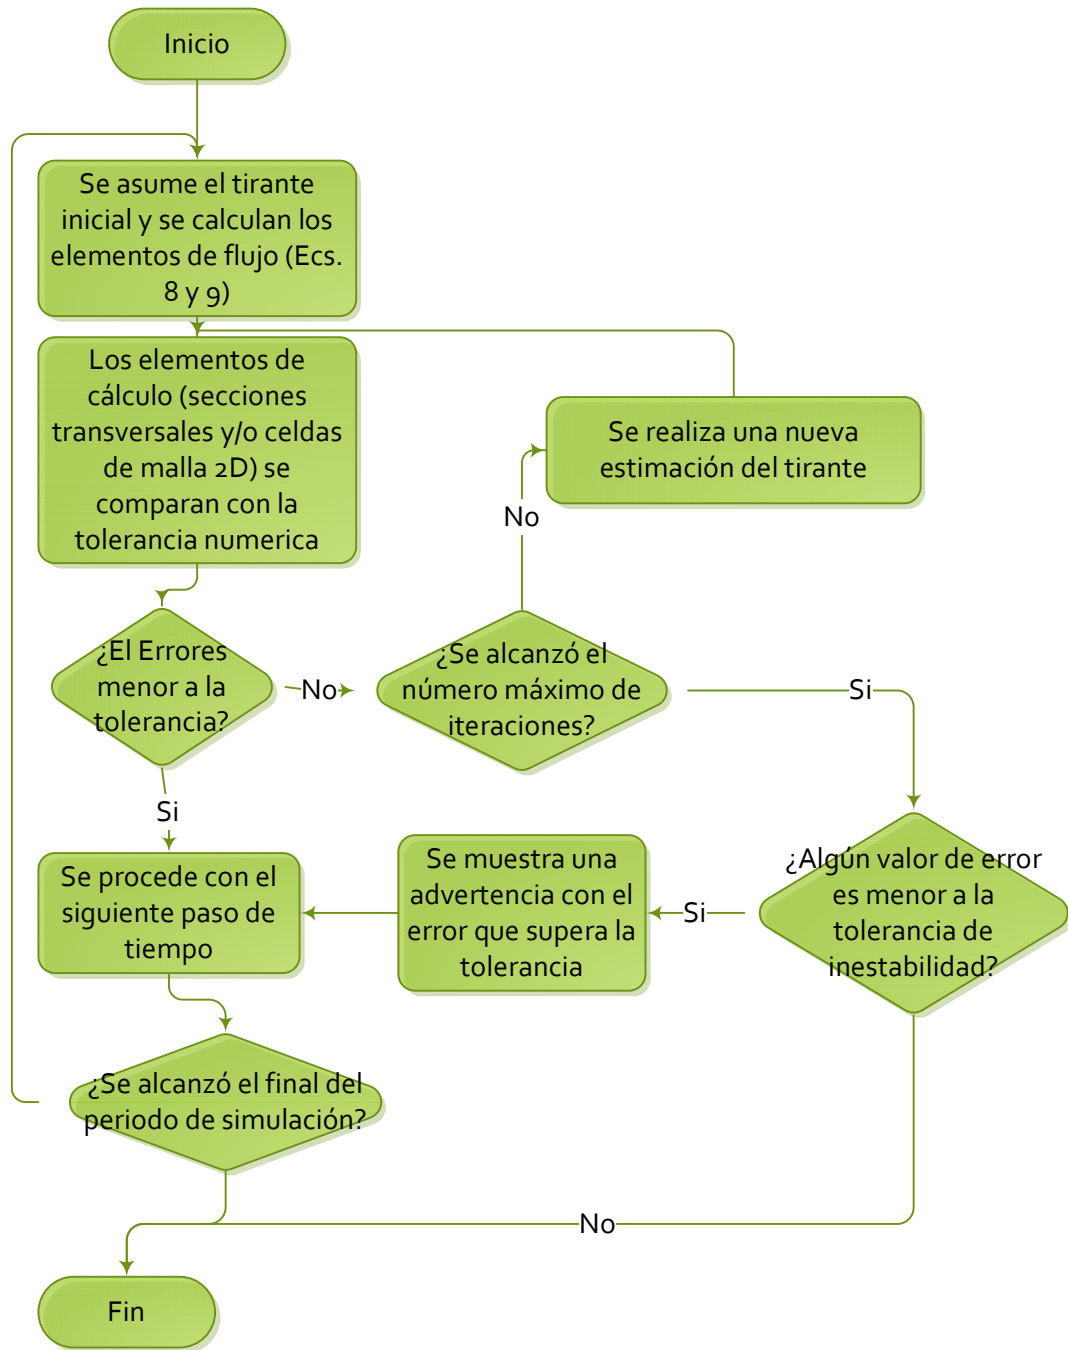 Inicio
Se asume el tirante
inicial y se calculan los
elementos de flujo (Ecs.
8 y 9)
Los elementos de
cálculo (secciones
transversales y/o celdas
de malla 2D) se
comparan con la
tolerancia numerica
Se realiza una nueva
estimación del tirante
No
¿El Errores
menor a la
tolerancia?
No
¿Se alcanzó el
número máximo de
iteraciones?
Si
Si
Se procede con el
siguiente paso de
tiempo
Se muestra una
advertencia con el
error que supera la
tolerancia
Si
¿Algún valor de error
es menor a la
tolerancia de
inestabilidad?
¿Se alcanzó el final del
periodo de simulación?
No
Fin